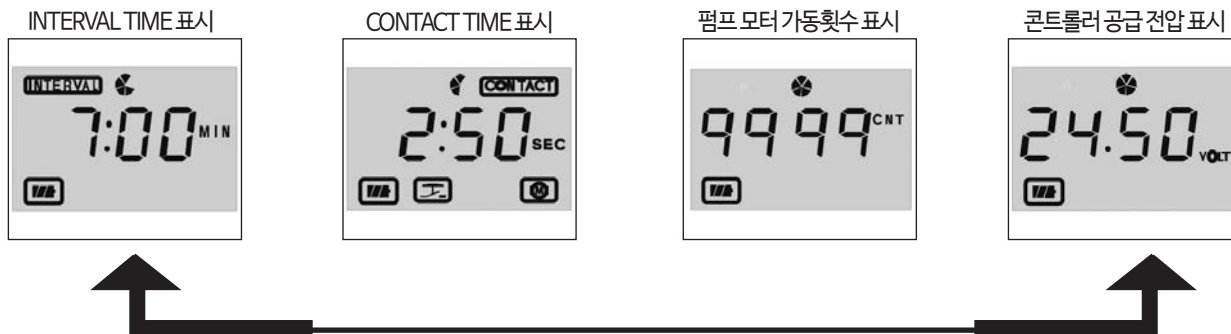 INTERVAL TIME 표시
INTERVAL
7:00 MIN
CONTACT TIME 표시
CONTACT
2:50 SEC
M
펌프 모터 가동횟수 표시
9999 CNT
콘트롤러 공급 전압 표시
24.50 VOLT